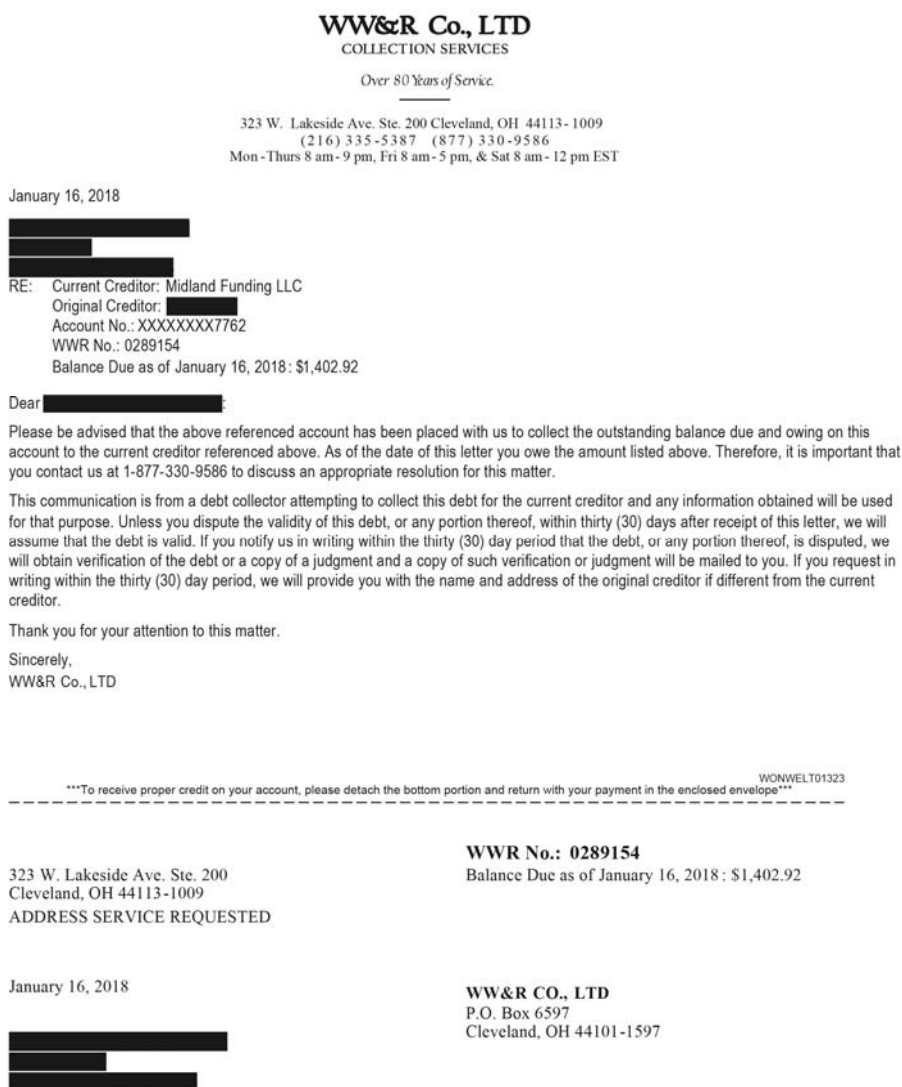 WW&R Co., LTD
COLLECTION SERVICES
Over 80 Years of Service.
323 W. Lakeside Ave. Ste. 200 Cleveland, OH 44113-1009
(216) 335-5387 (877) 330-9586
Mon-Thurs 8 am-9 pm, Fri 8 am-5 pm, & Sat 8 am-12 pm EST
January 16, 2018
RE: Current Creditor: Midland Funding LLC
Original Creditor:
Account No.: XXXXXXXX7762
WWR No.: 0289154
Balance Due as of January 16, 2018: $1,402.92
Dear :
Please be advised that the above referenced account has been placed with us to collect the outstanding balance due and owing on this
account to the current creditor referenced above. As of the date of this letter you owe the amount listed above. Therefore, it is important that
you contact us at 1-877-330-9586 to discuss an appropriate resolution for this matter.
This communication is from a debt collector attempting to collect this debt for the current creditor and any information obtained will be used
for that purpose. Unless you dispute the validity of this debt, or any portion thereof, within thirty (30) days after receipt of this letter, we will
assume that the debt is valid. If you notify us in writing within the thirty (30) day period that the debt, or any portion thereof, is disputed, we
will obtain verification of the debt or a copy of a judgment and a copy of such verification or judgment will be mailed to you. If you request in
writing within the thirty (30) day period, we will provide you with the name and address of the original creditor if different from the current
creditor.
Thank you for your attention to this matter.
Sincerely,
WW&R Co., LTD
WONWELT01323
***To receive proper credit on your account, please detach the bottom portion and return with your payment in the enclosed envelope***
WWR No.: 0289154
Balance Due as of January 16, 2018: $1,402.92
323 W. Lakeside Ave. Ste. 200
Cleveland, OH 44113-1009
ADDRESS SERVICE REQUESTED
January 16, 2018
WW&R CO., LTD
P.O. Box 6597
Cleveland, OH 44101-1597